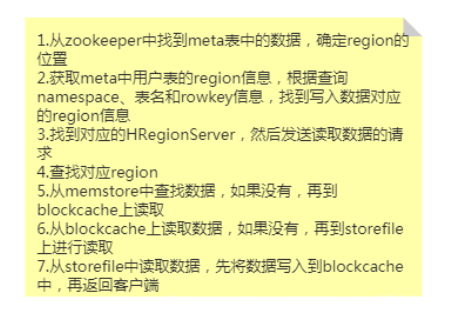 1.从zookeeper中找到meta表中的数据，确定region的
位置
2.获取meta中用户表的region信息，根据查询
namespace、表名和rowkey信息，找到写入数据对应
的region信息
3.找到对应的HRegionServer，然后发送读取数据的请
求
4.查找对应region
5.从memstore中查找数据，如果没有，再到
blockcache上读取
6.从blockcache上读取数据，如果没有，再到storefile
上进行读取
7.从storefile中读取数据，先将数据写入到blockcache
中，再返回客户端